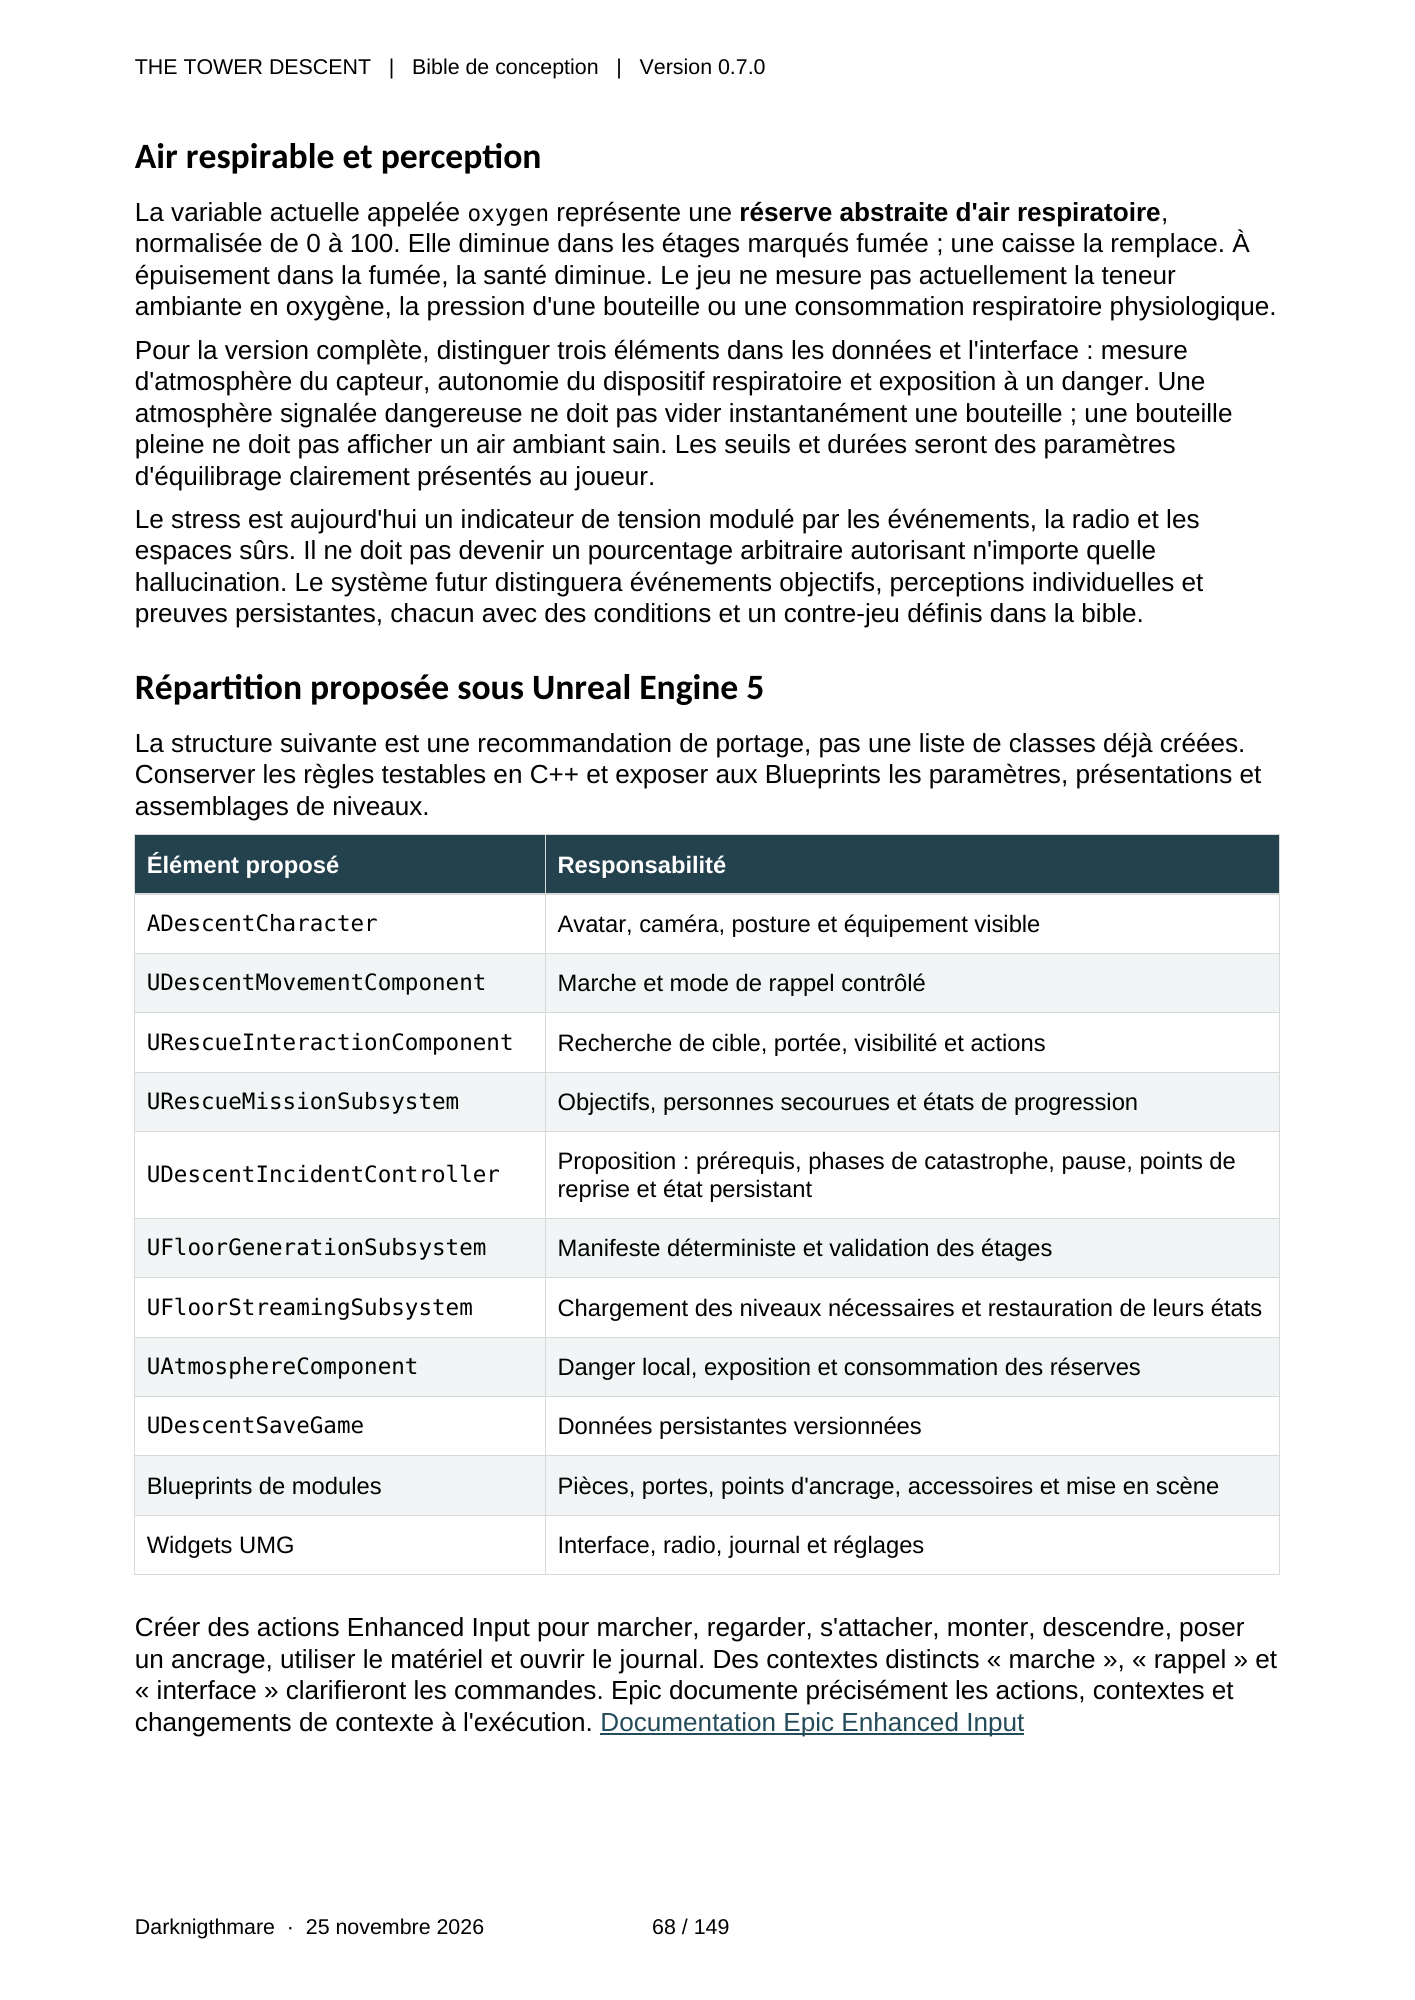 THE TOWER DESCENT | Bible de conception | Version 0.7.0
Air respirable et perception
La variable actuelle appelée oxygen représente une réserve abstraite d'air respiratoire,
normalisée de 0 à 100. Elle diminue dans les étages marqués fumée ; une caisse la remplace. À
épuisement dans la fumée, la santé diminue. Le jeu ne mesure pas actuellement la teneur
ambiante en oxygène, la pression d'une bouteille ou une consommation respiratoire physiologique.
Pour la version complète, distinguer trois éléments dans les données et l'interface : mesure
d'atmosphère du capteur, autonomie du dispositif respiratoire et exposition à un danger. Une
atmosphère signalée dangereuse ne doit pas vider instantanément une bouteille ; une bouteille
pleine ne doit pas afficher un air ambiant sain. Les seuils et durées seront des paramètres
d'équilibrage clairement présentés au joueur.
Le stress est aujourd'hui un indicateur de tension modulé par les événements, la radio et les
espaces sûrs. Il ne doit pas devenir un pourcentage arbitraire autorisant n'importe quelle
hallucination. Le système futur distinguera événements objectifs, perceptions individuelles et
preuves persistantes, chacun avec des conditions et un contre-jeu définis dans la bible.
Répartition proposée sous Unreal Engine 5
La structure suivante est une recommandation de portage, pas une liste de classes déjà créées.
Conserver les règles testables en C++ et exposer aux Blueprints les paramètres, présentations et
assemblages de niveaux.
Élément proposé Responsabilité
ADescentCharacter Avatar, caméra, posture et équipement visible
UDescentMovementComponent Marche et mode de rappel contrôlé
URescueInteractionComponent Recherche de cible, portée, visibilité et actions
URescueMissionSubsystem Objectifs, personnes secourues et états de progression
UDescentIncidentController Proposition : prérequis, phases de catastrophe, pause, points de
reprise et état persistant
UFloorGenerationSubsystem Manifeste déterministe et validation des étages
UFloorStreamingSubsystem Chargement des niveaux nécessaires et restauration de leurs états
UAtmosphereComponent Danger local, exposition et consommation des réserves
UDescentSaveGame Données persistantes versionnées
Blueprints de modules Pièces, portes, points d'ancrage, accessoires et mise en scène
Widgets UMG Interface, radio, journal et réglages
Créer des actions Enhanced Input pour marcher, regarder, s'attacher, monter, descendre, poser
un ancrage, utiliser le matériel et ouvrir le journal. Des contextes distincts « marche », « rappel » et
« interface » clarifieront les commandes. Epic documente précisément les actions, contextes et
changements de contexte à l'exécution. Documentation Epic Enhanced Input
Darknigthmare · 25 novembre 2026 68 / 149